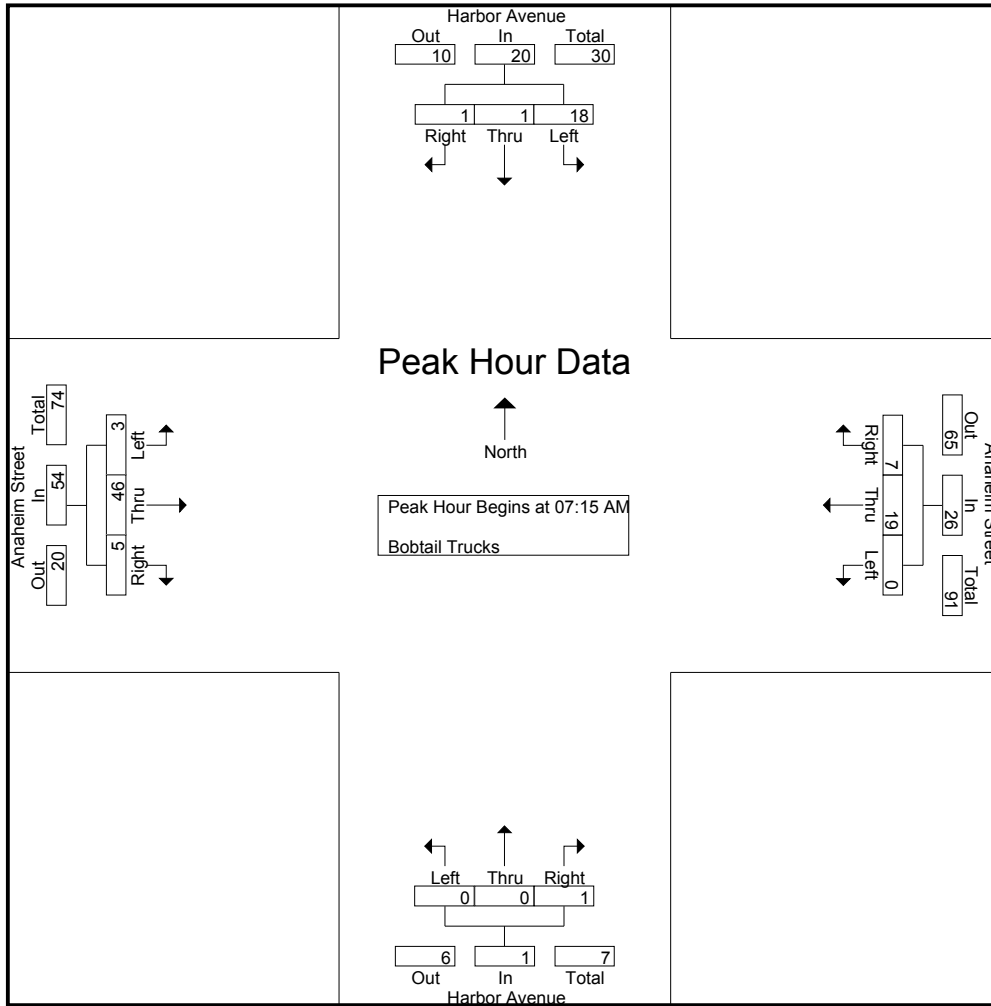 Harbor Avenue
Out In Total
10 20 30
1 1 18
Right Thru Left
Peak Hour Data
North
Peak Hour Begins at 07:15 AM
Bobtail Trucks
Anaheim Street
Out In Total
20 54 74
3 46 5
Left Thru Right
Anaheim Street
Out In Total
65 26 91
7 19 0
Right Thru Left
Left Thru Right
0 0 1
6 1 7
Out In Total
Harbor Avenue